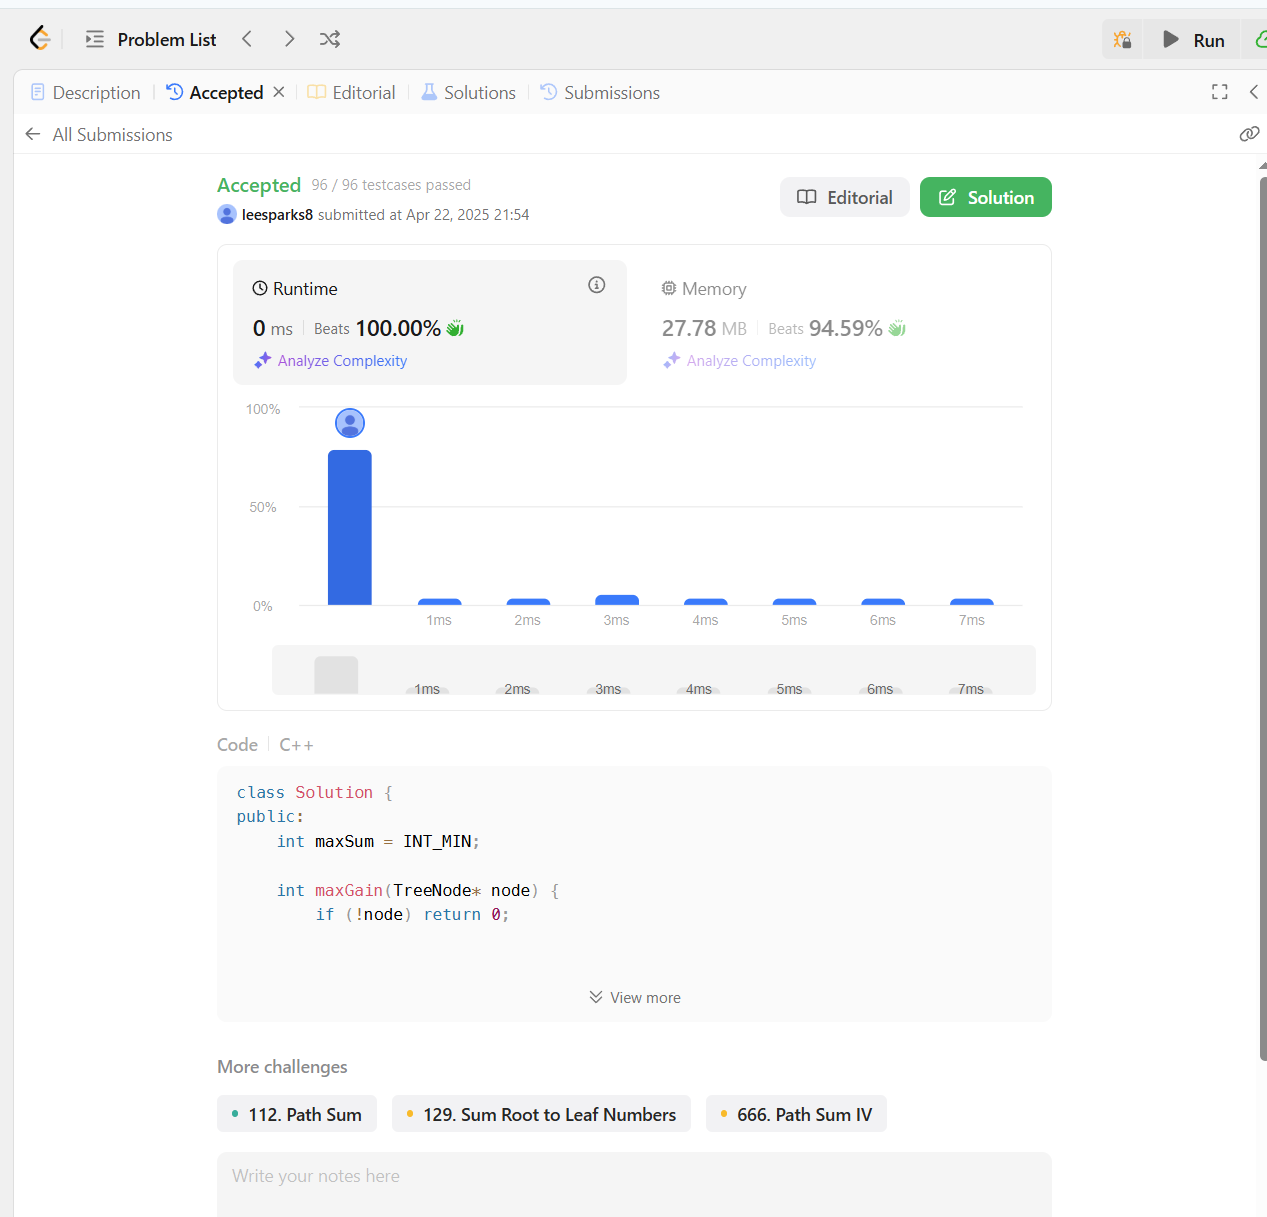 Problem List
Run
Description
Accepted
Editorial
Solutions
Submissions
All Submissions
Accepted 96 / 96 testcases passed
leesparks8 submitted at Apr 22, 2025 21:54
Editorial
Solution
Runtime
0 ms Beats 100.00%
Analyze Complexity
Memory
27.78 MB Beats 94.59%
Analyze Complexity
100%
50%
0%
1ms 2ms 3ms 4ms 5ms 6ms 7ms
1ms 2ms 3ms 4ms 5ms 6ms 7ms
Code C++
class Solution {
public:
    int maxSum = INT_MIN;
    int maxGain(TreeNode* node) {
        if (!node) return 0;
View more
More challenges
112. Path Sum
129. Sum Root to Leaf Numbers
666. Path Sum IV
Write your notes here